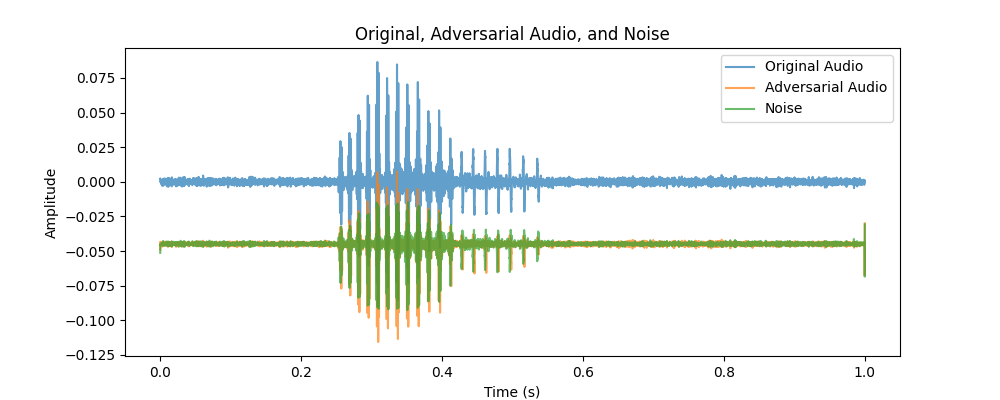 Original, Adversarial Audio, and Noise
Original Audio
Adversarial Audio
Noise
0.075
0.050
0.025
0.000
−0.025
−0.050
−0.075
−0.100
−0.125
Amplitude
0.0 0.2 0.4 0.6 0.8 1.0
Time (s)